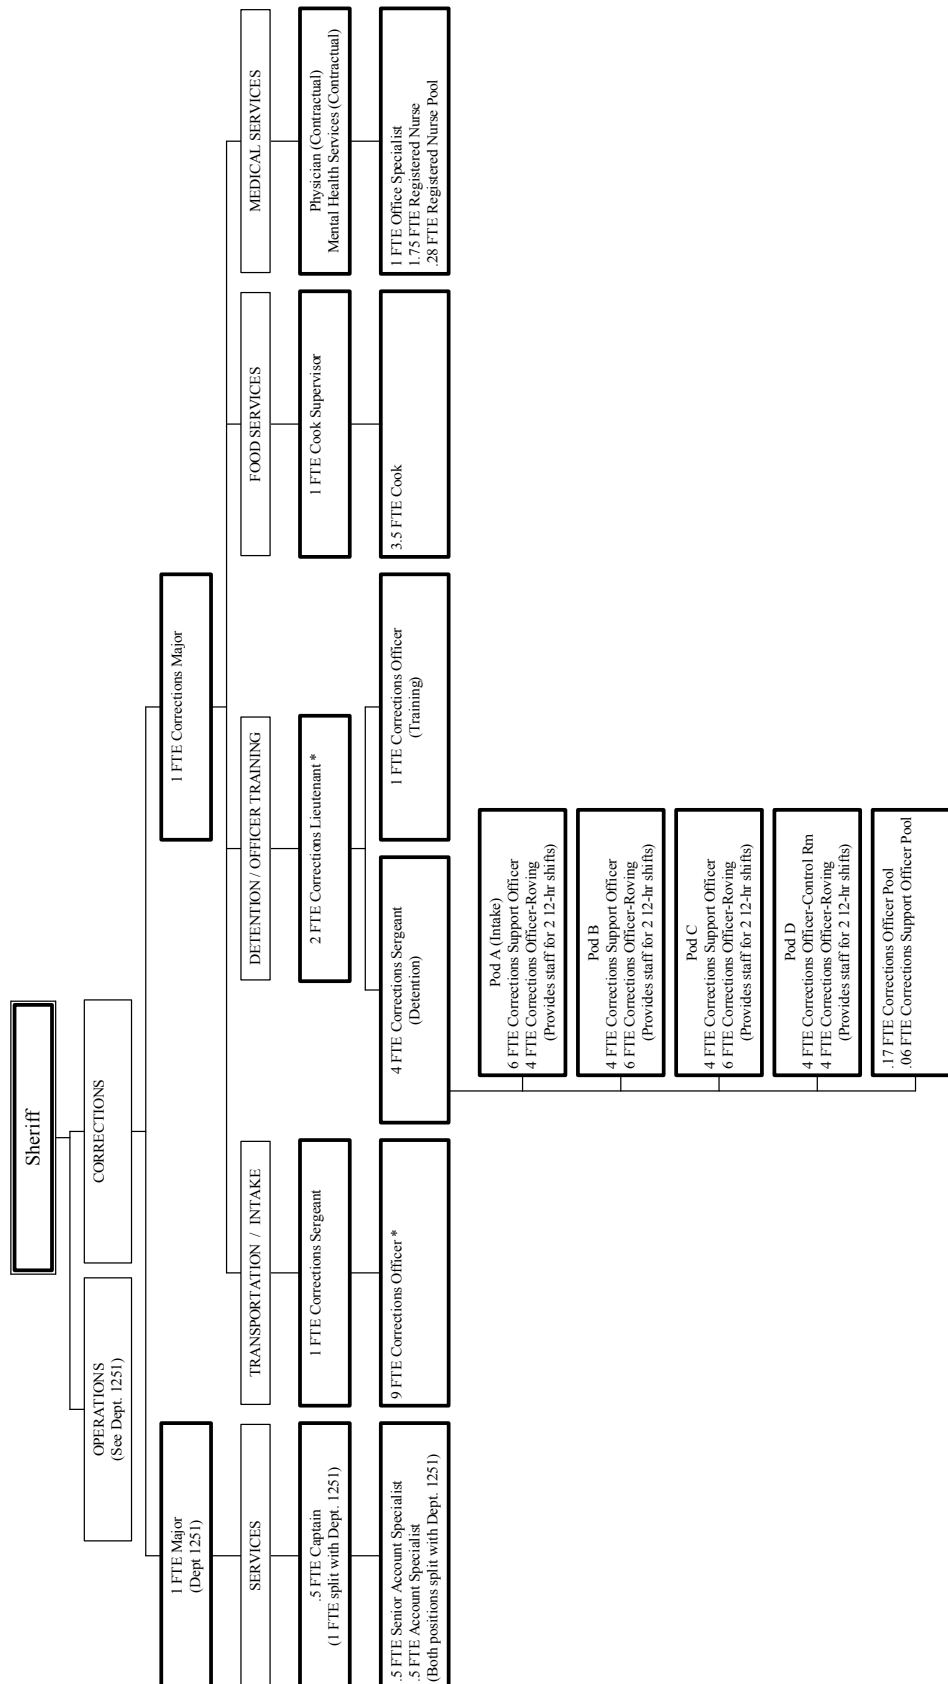 Sheriff
OPERATIONS
(See Dept. 1251)
CORRECTIONS
1 FTE Major
(Dept 1251)
1 FTE Corrections Major
SERVICES
TRANSPORTATION / INTAKE
DETENTION / OFFICER TRAINING
FOOD SERVICES
MEDICAL SERVICES
.5 FTE Captain
(1 FTE split with Dept. 1251)
1 FTE Corrections Sergeant
2 FTE Corrections Lieutenant *
1 FTE Cook Supervisor
Physician (Contractual)
Mental Health Services (Contractual)
.5 FTE Senior Account Specialist
.5 FTE Account Specialist
(Both positions split with Dept. 1251)
9 FTE Corrections Officer *
4 FTE Corrections Sergeant
(Detention)
1 FTE Corrections Officer
(Training)
3.5 FTE Cook
1 FTE Office Specialist
1.75 FTE Registered Nurse
.28 FTE Registered Nurse Pool
Pod A (Intake)
6 FTE Corrections Support Officer
4 FTE Corrections Officer-Roving
(Provides staff for 2 12-hr shifts)
Pod B
4 FTE Corrections Support Officer
6 FTE Corrections Officer-Roving
(Provides staff for 2 12-hr shifts)
Pod C
4 FTE Corrections Support Officer
6 FTE Corrections Officer-Roving
(Provides staff for 2 12-hr shifts)
Pod D
4 FTE Corrections Officer-Control Rm
4 FTE Corrections Officer-Roving
(Provides staff for 2 12-hr shifts)
.17 FTE Corrections Officer Pool
.06 FTE Corrections Support Officer Pool